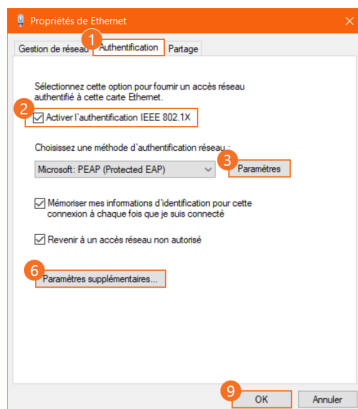 Propriétés de Ethernet
1
Gestion de réseau Authentification Partage
Sélectionnez cette option pour fournir un accès réseau
authentifié à cette carte Ethernet.
2
Activer l'authentification IEEE 802.1X
Choisissez une méthode d'authentification réseau :
3
Microsoft: PEAP (Protected EAP) Paramètres
Mémoriser mes informations d'identification pour cette
connexion à chaque fois que je suis connecté
Revenir à un accès réseau non autorisé
6
Paramètres supplémentaires...
9
OK Annuler